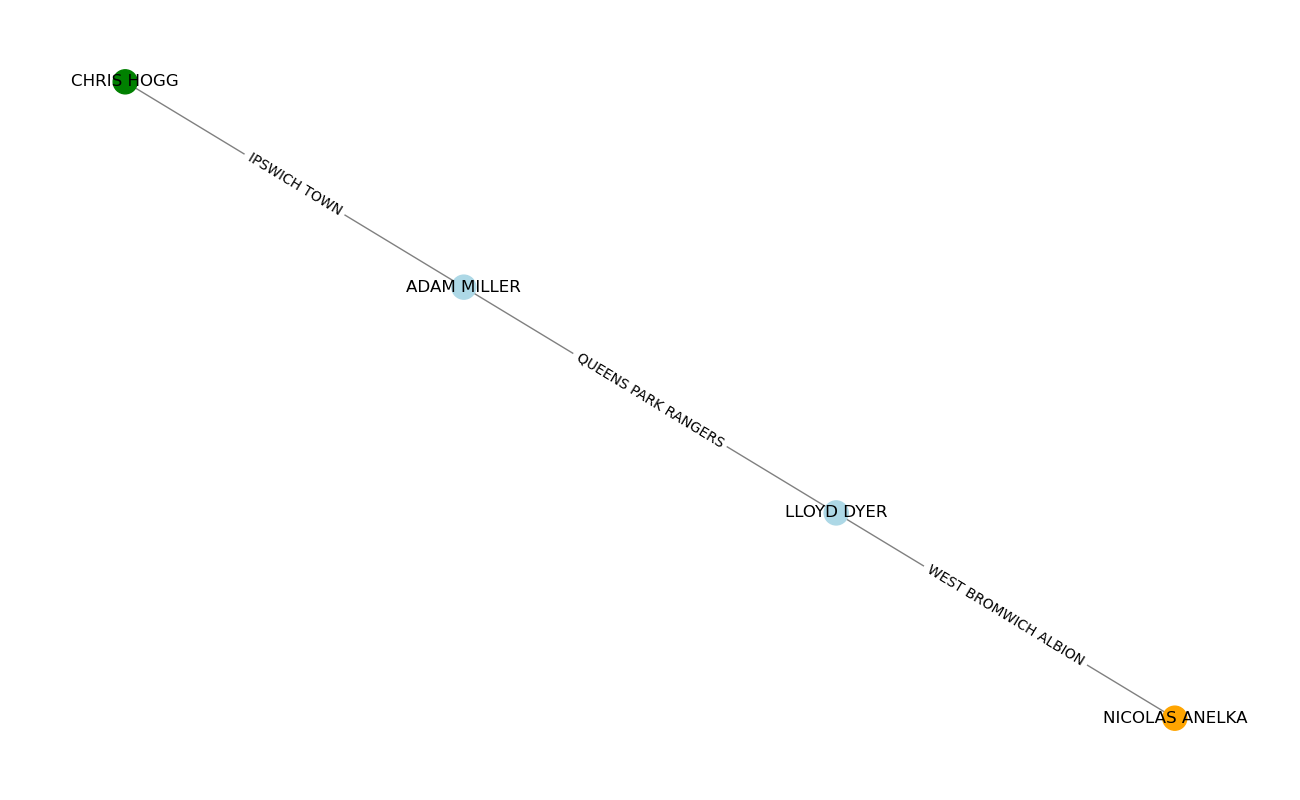 CHRIS HOGG
IPSWICH TOWN
ADAM MILLER
QUEENS PARK RANGERS
LLOYD DYER
WEST BROMWICH ALBION
NICOLAS ANELKA